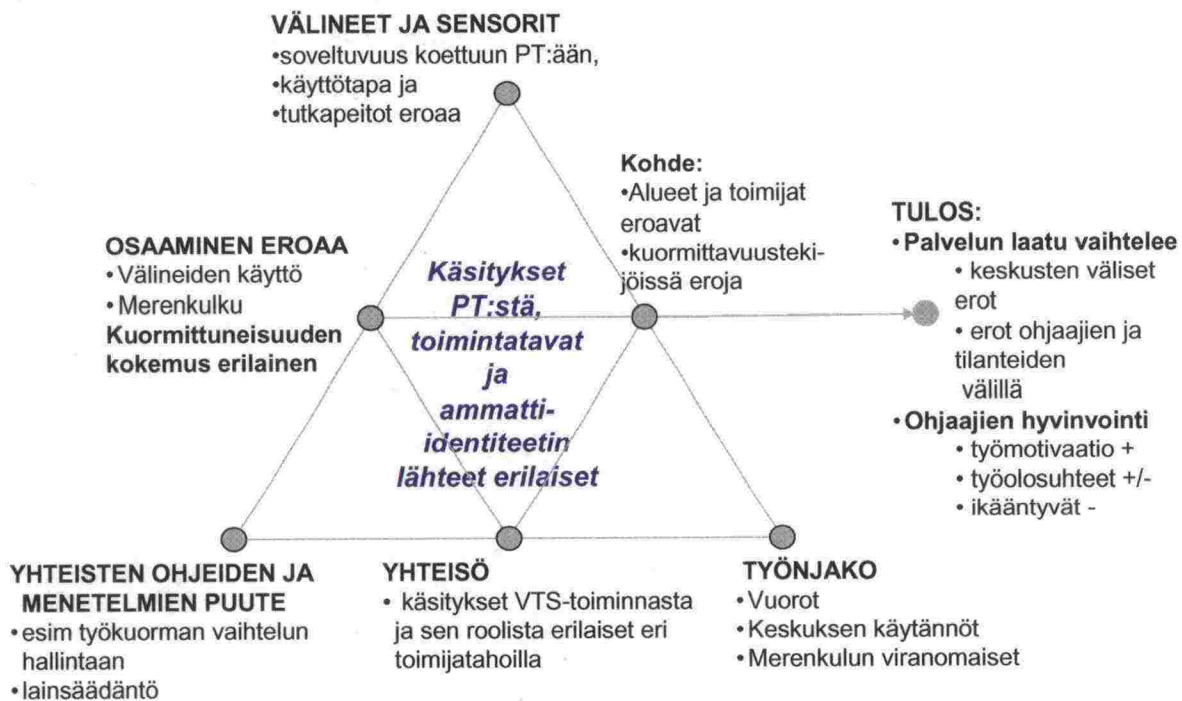 VÄLINEET JA SENSORIT
•soveltuvuus koettuun PT:ään,
•käyttötapa ja
•tutkapeitot eroaa
Kohde:
•Alueet ja toimijat
eroavat
•kuormittavuusteki-
jöissä eroja
TULOS:
•Palvelun laatu vaihtelee
• keskusten väliset
erot
• erot ohjaajien ja
tilanteiden
välillä
•Ohjaajien hyvinvointi
• työmotivaatio +
• työolosuhteet +/-
• ikääntyvät -
OSAAMINEN EROAA
• Välineiden käyttö
• Merenkulku
Kuormittuneisuuden
kokemus erilainen
Käsitykset
PT:stä,
toimintatavat
ja
ammatti-
identiteetin
lähteet erilaiset
YHTEISTEN OHJEIDEN JA
MENETELMIEN PUUTE
•esim työkuorman vaihtelun
hallintaan
•lainsäädäntö
YHTEISÖ
• käsitykset VTS-toiminnasta
ja sen roolista erilaiset eri
toimijatahoilla
TYÖNJAKO
•Vuorot
•Keskuksen käytännöt
•Merenkulun viranomaiset